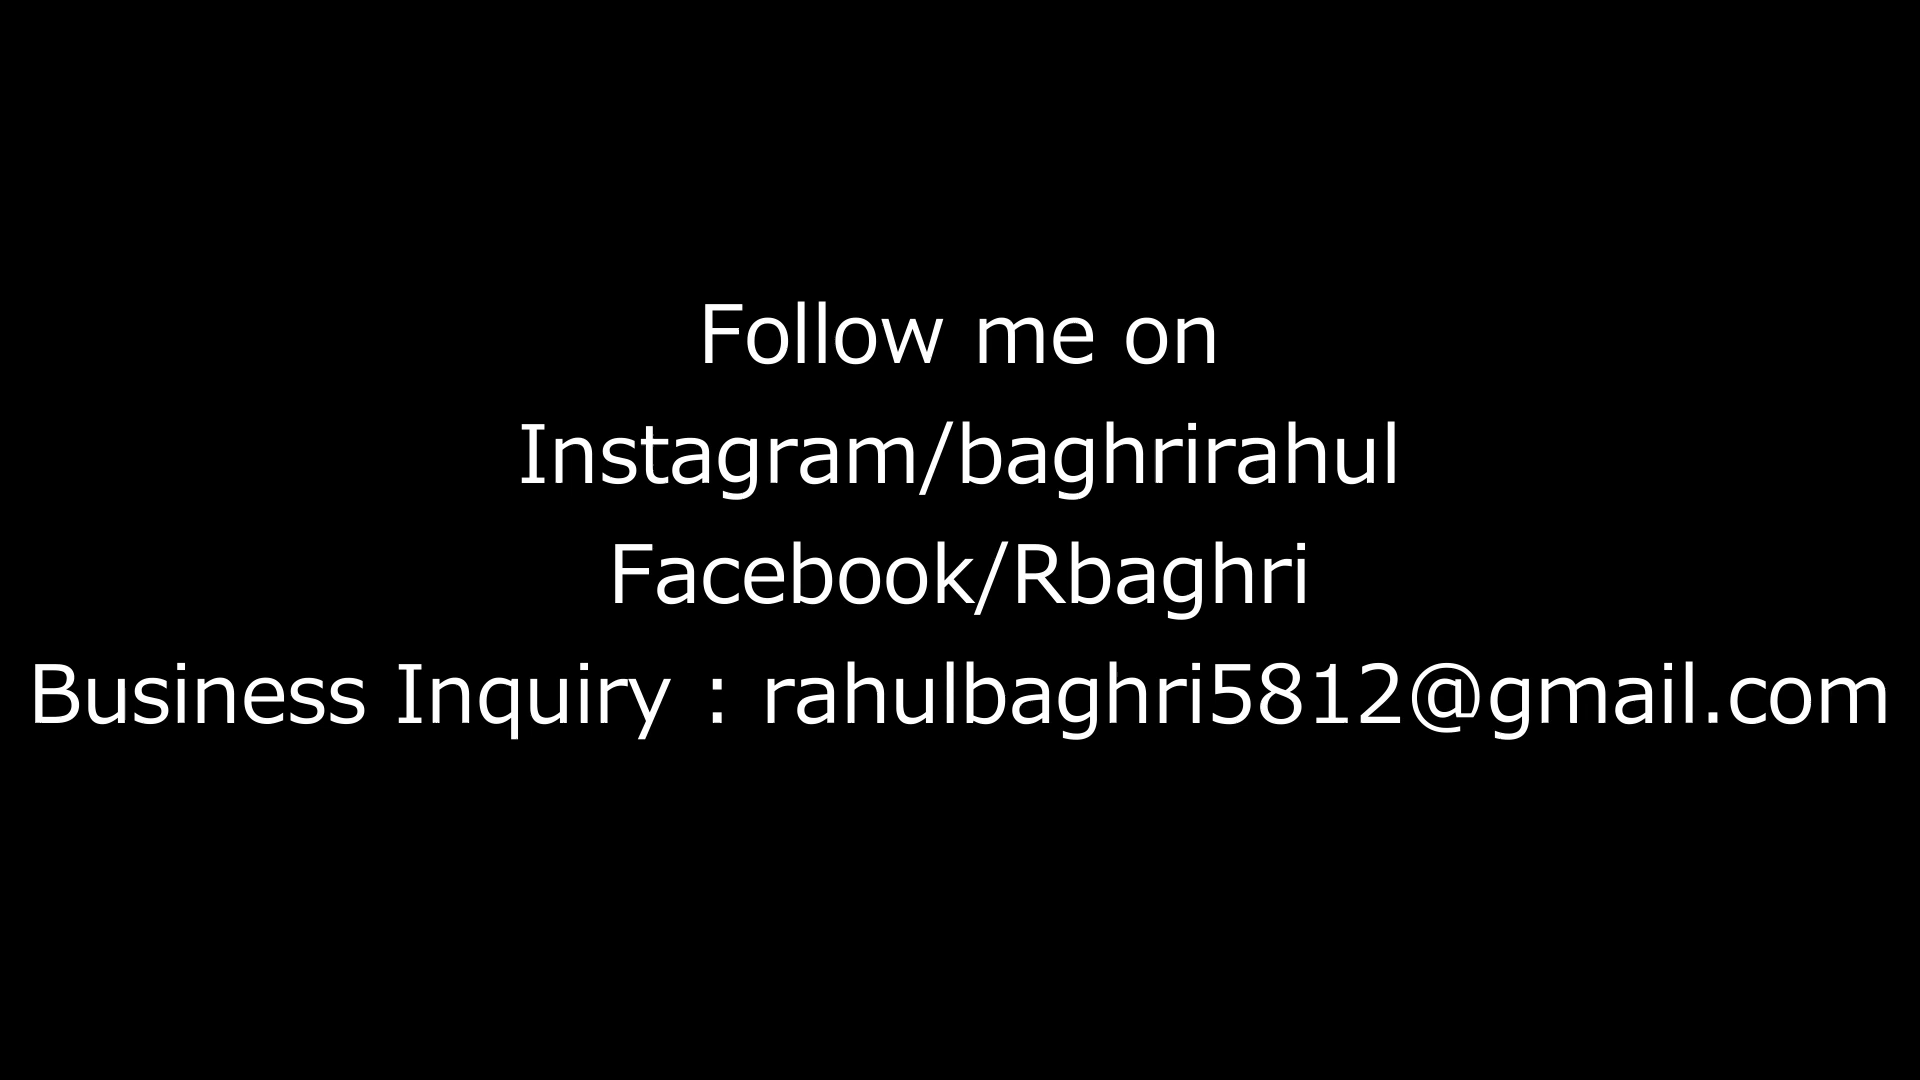 Follow me on
Instagram/baghrirahul
Facebook/Rbaghri
Business Inquiry : rahulbaghri5812@gmail.com